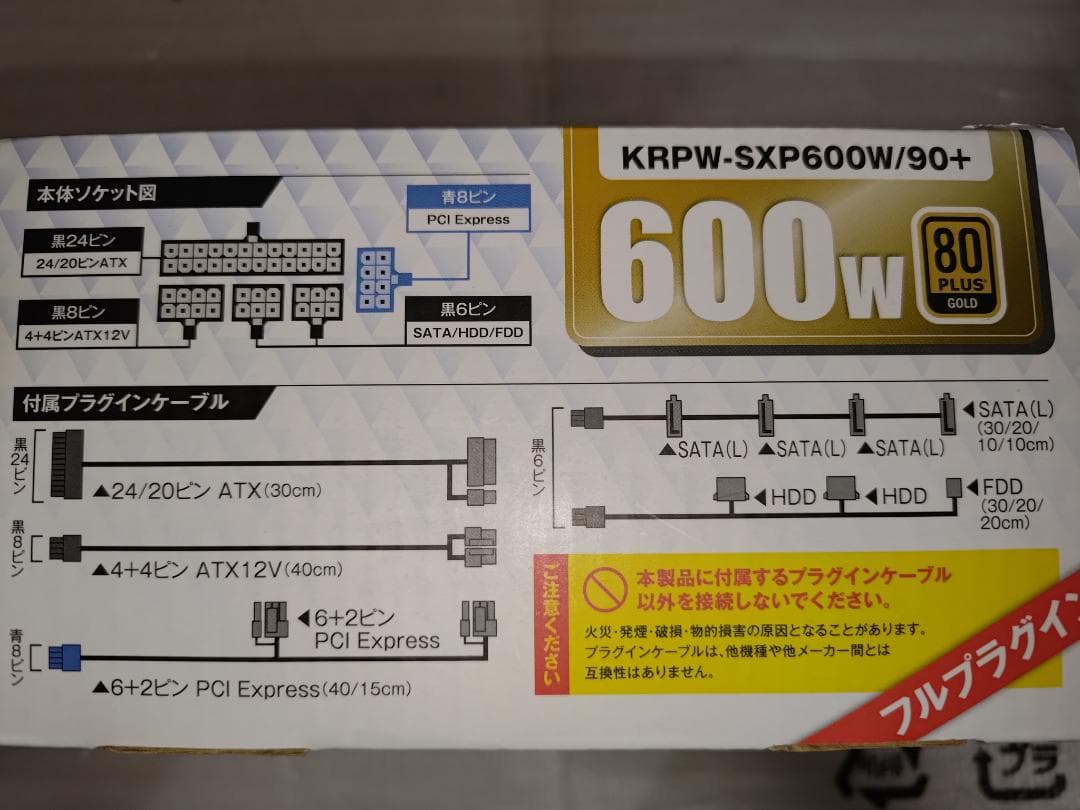 KRPW-SXP600W/90+
600W
80
PLUS
GOLD
本体ソケット図
青8ピン
PCI Express
黒24ピン
24/20ピンATX
黒8ピン
4+4ピンATX12V
黒6ピン
SATA/HDD/FDD
付属プラグインケーブル
黒24ピン
▲24/20ピン ATX(30cm)
黒8ピン
▲4+4ピン ATX12V(40cm)
青8ピン
◀6+2ピン
PCI Express
▲6+2ピン PCI Express(40/15cm)
黒6ピン
▲SATA(L) ▲SATA(L) ▲SATA(L)
◀SATA(L)
(30/20/
10/10cm)
◀HDD ◀HDD
◀FDD
(30/20/
20cm)
ご注意ください
本製品に付属するプラグインケーブル
以外を接続しないでください。
火災・発煙・破損・物的損害の原因となることがあります。
プラグインケーブルは、他機種や他メーカー間とは
互換性はありません。
フルプラグイン
プラ